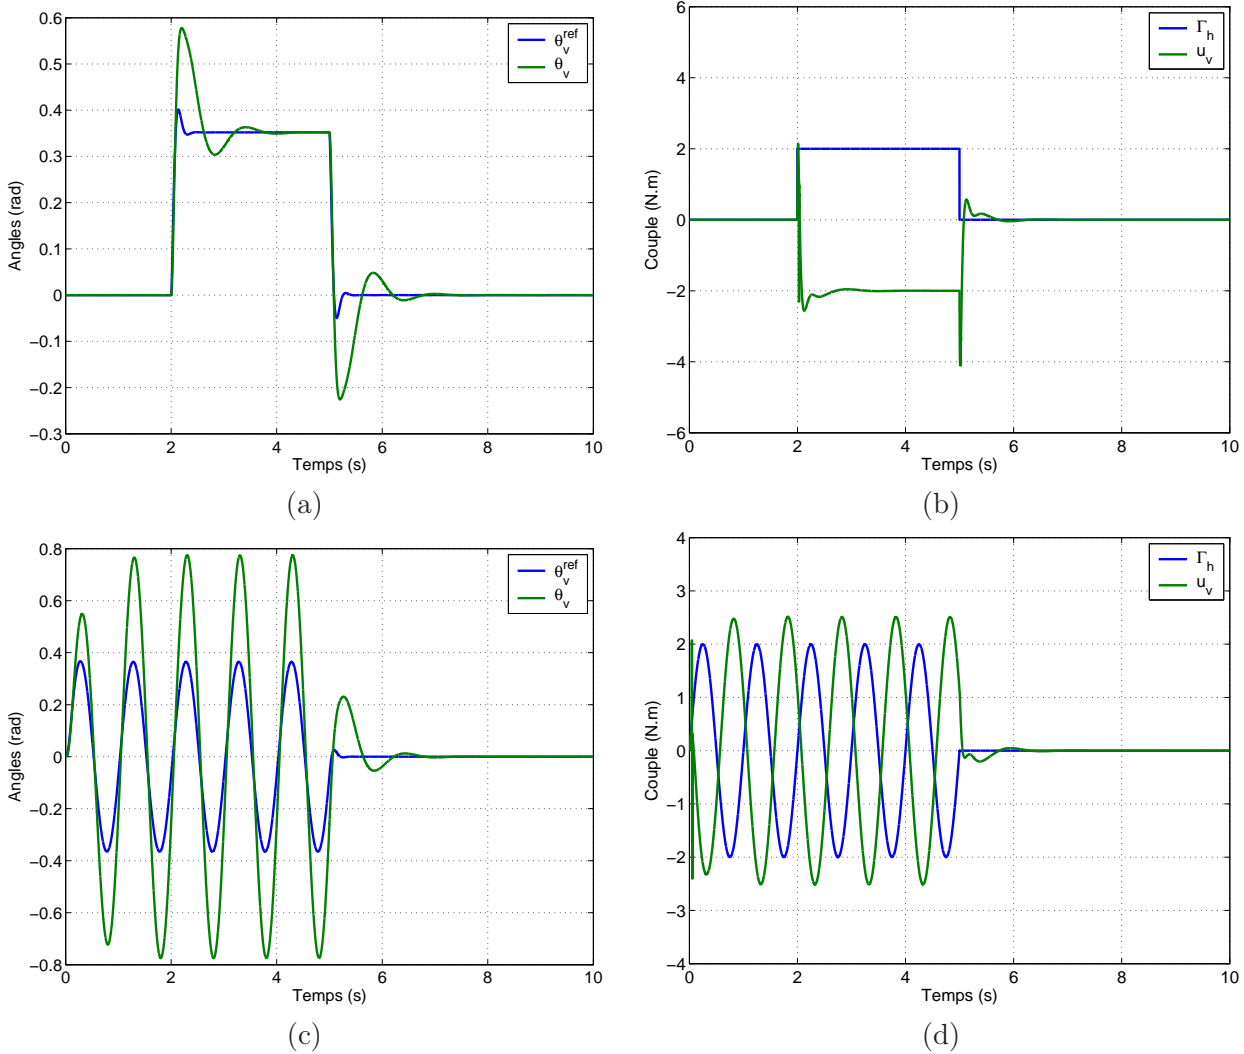 0.6
0.5
0.4
0.3
0.2
0.1
0
−0.1
−0.2
−0.3
Angles (rad)
0 2 4 6 8 10
Temps (s)
θ_v^ref
θ_v
(a)
6
4
2
0
−2
−4
−6
Couple (N.m)
0 2 4 6 8 10
Temps (s)
Γ_h
u_v
(b)
0.8
0.6
0.4
0.2
0
−0.2
−0.4
−0.6
−0.8
Angles (rad)
0 2 4 6 8 10
Temps (s)
θ_v^ref
θ_v
(c)
4
3
2
1
0
−1
−2
−3
−4
Couple (N.m)
0 2 4 6 8 10
Temps (s)
Γ_h
u_v
(d)